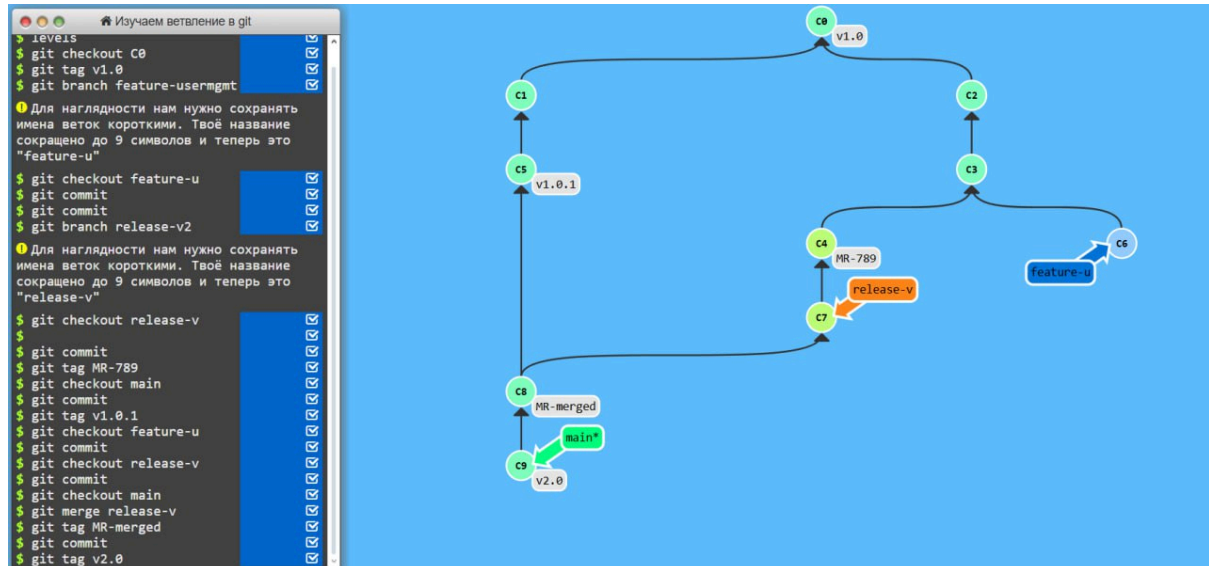 Изучаем ветвление в git
$ levels
$ git checkout C0
$ git tag v1.0
$ git branch feature-usermgmt
Для наглядности нам нужно сохранять
имена веток короткими. Твоё название
сокращено до 9 символов и теперь это
"feature-u"
$ git checkout feature-u
$ git commit
$ git commit
$ git branch release-v2
Для наглядности нам нужно сохранять
имена веток короткими. Твоё название
сокращено до 9 символов и теперь это
"release-v"
$ git checkout release-v
$
$ git commit
$ git tag MR-789
$ git checkout main
$ git commit
$ git tag v1.0.1
$ git checkout feature-u
$ git commit
$ git checkout release-v
$ git commit
$ git checkout main
$ git merge release-v
$ git tag MR-merged
$ git commit
$ git tag v2.0
C0
v1.0
C1
C2
C5
v1.0.1
C3
C4
MR-789
C6
feature-u
release-v
C7
C8
MR-merged
main*
C9
v2.0